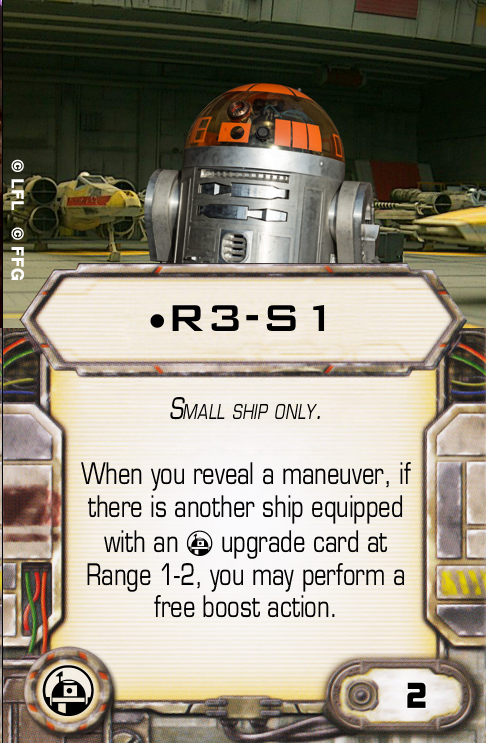 © LFL © FFG
•R3-S1
Small ship only.
When you reveal a maneuver, if
there is another ship equipped
with an upgrade card at
Range 1-2, you may perform a
free boost action.
2